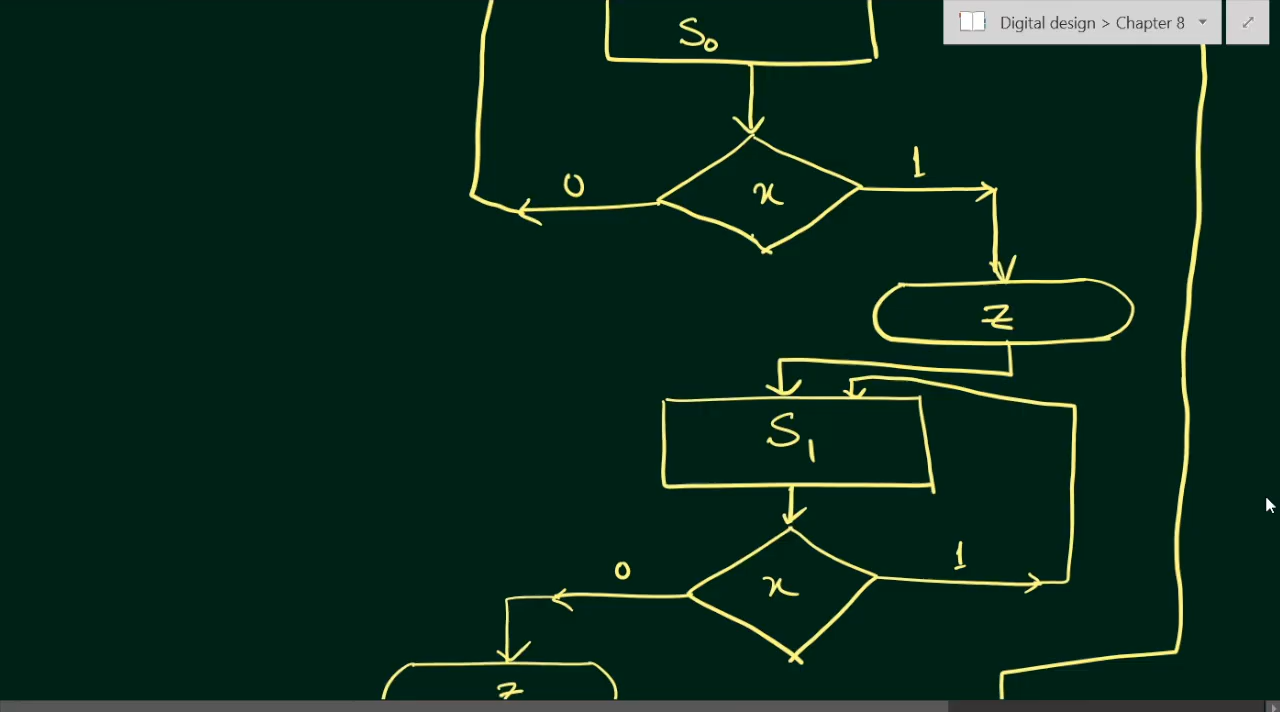 Digital design > Chapter 8
S₀
0
x
1
z
S₁
0
x
1
z